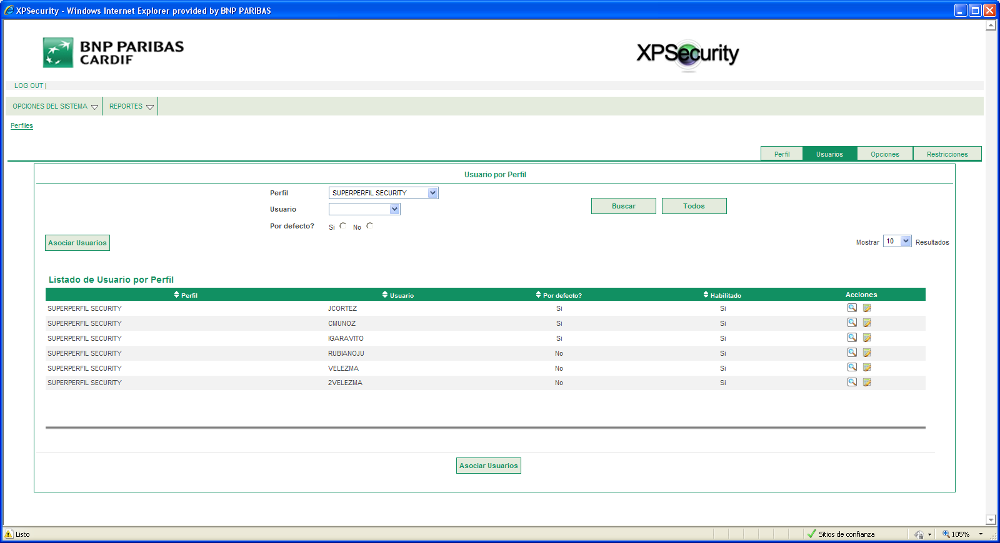 XPSecurity - Windows Internet Explorer provided by BNP PARIBAS
BNP PARIBAS
CARDIF
XPSecurity
LOG OUT |
OPCIONES DEL SISTEMA
REPORTES
Perfiles
Perfil
Usuarios
Opciones
Restricciones
Usuario por Perfil
Perfil SUPERPERFIL SECURITY
Usuario
Buscar
Todos
Por defecto? Si No
Asociar Usuarios
Mostrar 10 Resultados
Listado de Usuario por Perfil
Perfil Usuario Por defecto? Habilitado Acciones
SUPERPERFIL SECURITY JCORTEZ Si Si
SUPERPERFIL SECURITY CMUNOZ Si Si
SUPERPERFIL SECURITY IGARAVITO Si Si
SUPERPERFIL SECURITY RUBIANOJU No Si
SUPERPERFIL SECURITY VELEZMA No Si
SUPERPERFIL SECURITY 2VELEZMA No Si
Asociar Usuarios
Listo
Sitios de confianza
105%